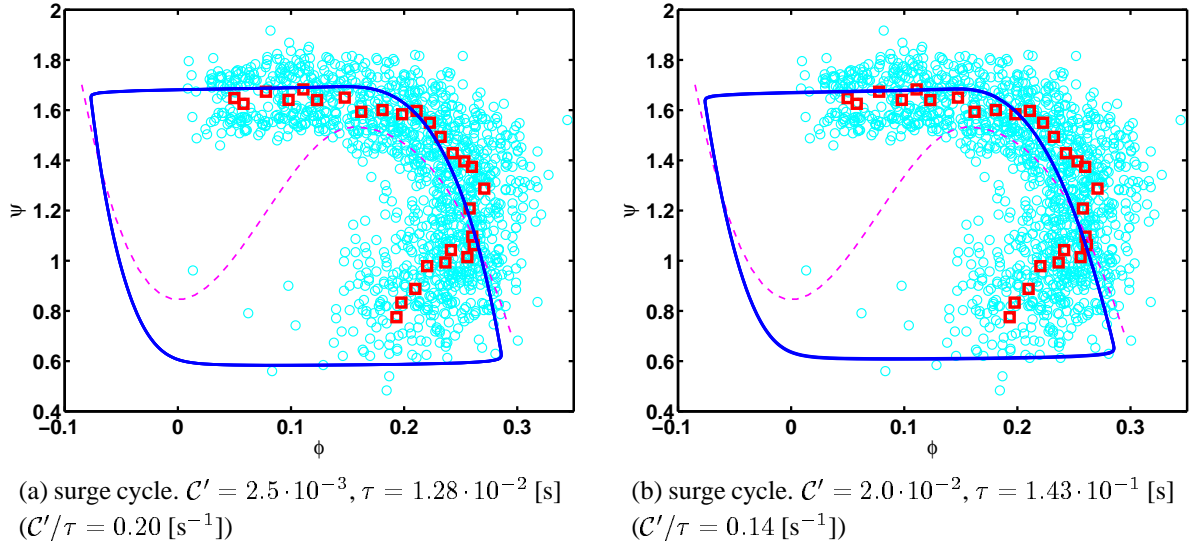 2
1.8
1.6
1.4
1.2
1
0.8
0.6
0.4
ψ
−0.1 0 0.1 0.2 0.3
ϕ
(a) surge cycle. 𝒞′ = 2.5·10⁻³, τ = 1.28·10⁻² [s]
(𝒞′/τ = 0.20 [s⁻¹])
2
1.8
1.6
1.4
1.2
1
0.8
0.6
0.4
ψ
−0.1 0 0.1 0.2 0.3
ϕ
(b) surge cycle. 𝒞′ = 2.0·10⁻², τ = 1.43·10⁻¹ [s]
(𝒞′/τ = 0.14 [s⁻¹])